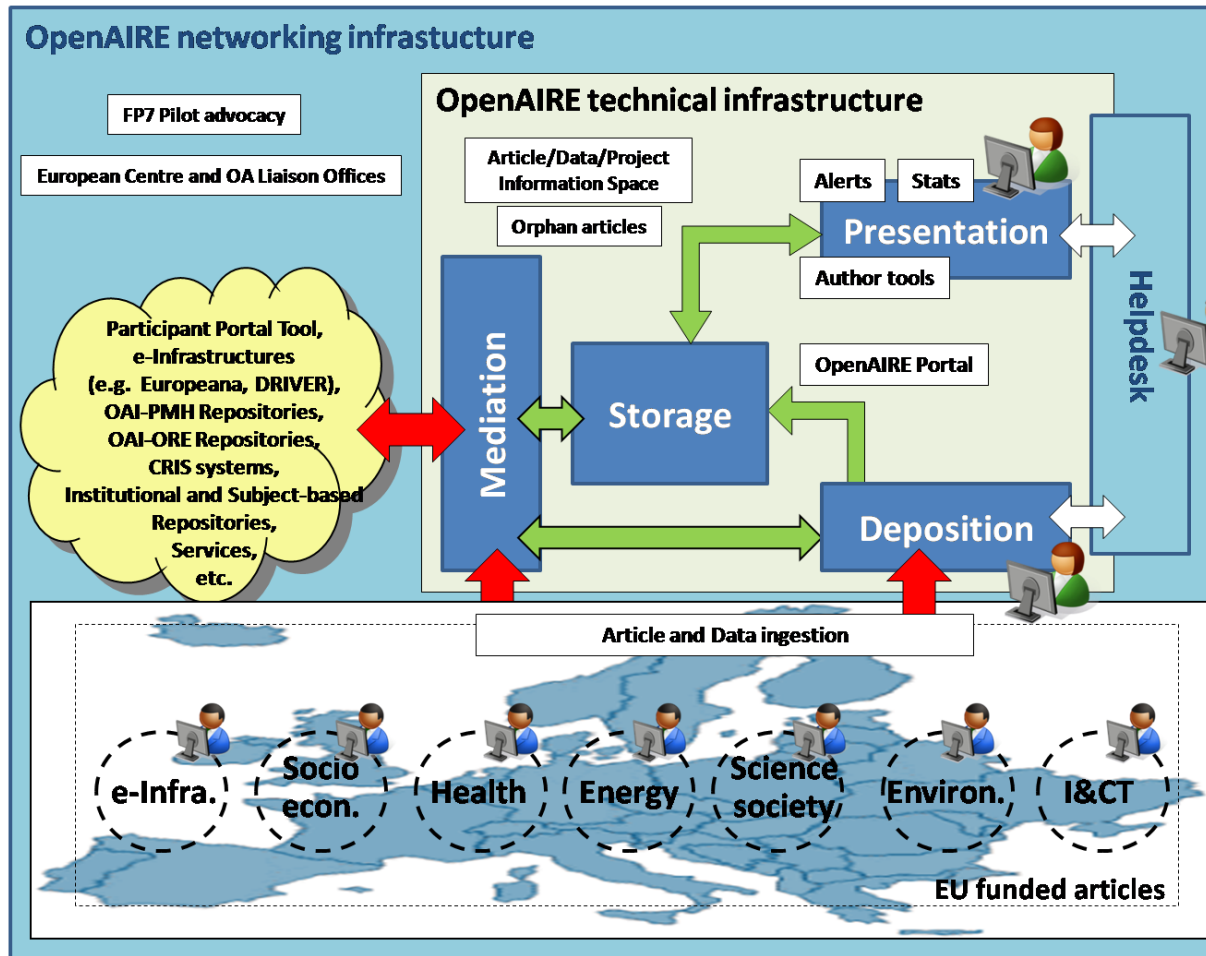 OpenAIRE networking infrastucture
FP7 Pilot advocacy
European Centre and OA Liaison Offices
OpenAIRE technical infrastructure
Article/Data/Project
Information Space
Orphan articles
Alerts
Stats
Presentation
Author tools
Helpdesk
Participant Portal Tool,
e-Infrastructures
(e.g. Europeana, DRIVER),
OAI-PMH Repositories,
OAI-ORE Repositories,
CRIS systems,
Institutional and Subject-based
Repositories,
Services,
etc.
Mediation
Storage
OpenAIRE Portal
Deposition
Article and Data ingestion
e-Infra.
Socio
econ.
Health
Energy
Science
society
Environ.
I&CT
EU funded articles